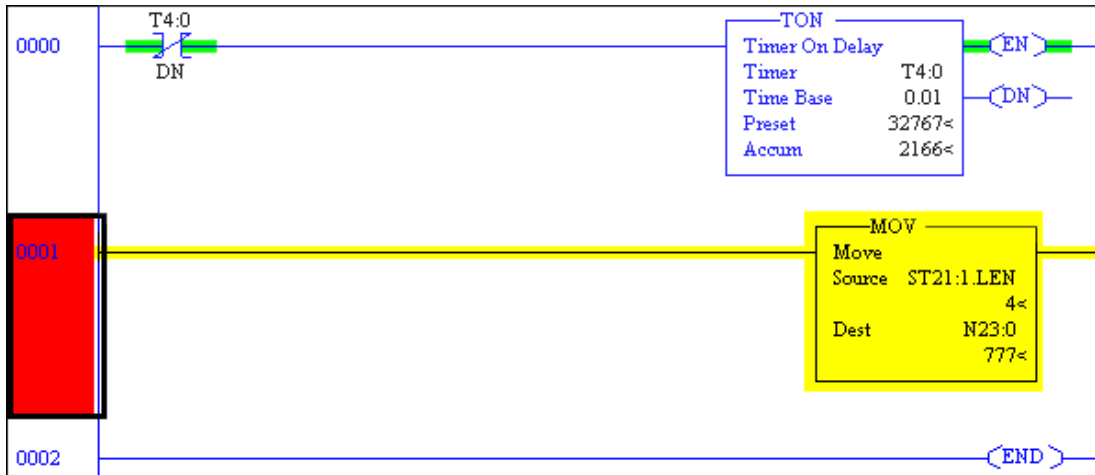 T4:0
TON
0000
Timer On Delay
EN
DN
Timer T4:0
Time Base 0.01
DN
Preset 32767<
Accum 2166<
MOV
0001
Move
Source ST21:1.LEN
4<
Dest N23:0
777<
0002
END